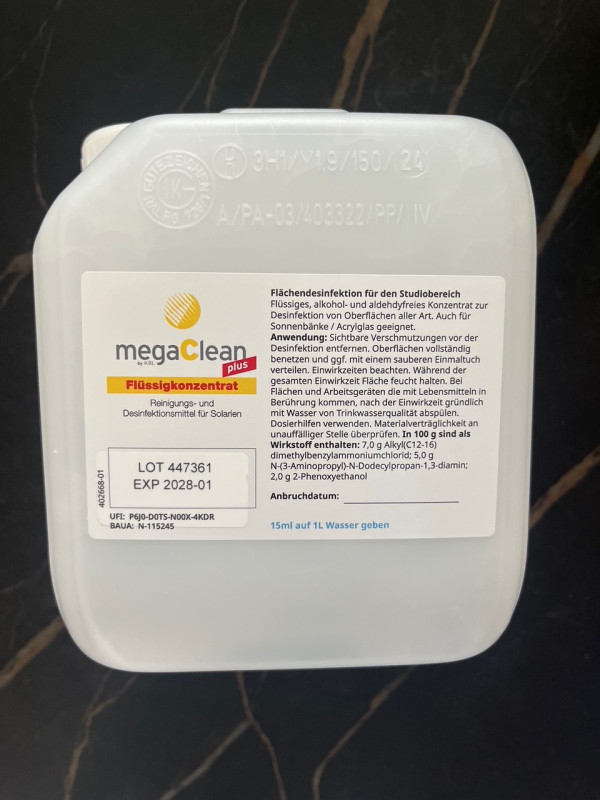 GÜTEZEICHEN
IK
H 3H1/Y1.9/150/ 24
A/PA-03/403322/PP/ IV
megaClean
by KBL
plus
Flüssigkonzentrat
Reinigungs- und
Desinfektionsmittel für Solarien
LOT 447361
EXP 2028-01
402668-01
UFI: P6J0-D0TS-N00X-4KDR
BAUA: N-115245
Flächendesinfektion für den Studiobereich
Flüssiges, alkohol- und aldehydfreies Konzentrat zur
Desinfektion von Oberflächen aller Art. Auch für
Sonnenbänke / Acrylglas geeignet.
Anwendung: Sichtbare Verschmutzungen vor der
Desinfektion entfernen. Oberflächen vollständig
benetzen und ggf. mit einem sauberen Einmaltuch
verteilen. Einwirkzeiten beachten. Während der
gesamten Einwirkzeit Fläche feucht halten. Bei
Flächen und Arbeitsgeräten die mit Lebensmitteln in
Berührung kommen, nach der Einwirkzeit gründlich
mit Wasser von Trinkwasserqualität abspülen.
Dosierhilfen verwenden. Materialverträglichkeit an
unauffälliger Stelle überprüfen. In 100 g sind als
Wirkstoff enthalten: 7,0 g Alkyl(C12-16)
dimethylbenzylammoniumchlorid; 5,0 g
N-(3-Aminopropyl)-N-Dodecylpropan-1,3-diamin;
2,0 g 2-Phenoxyethanol
Anbruchdatum:
15ml auf 1L Wasser geben